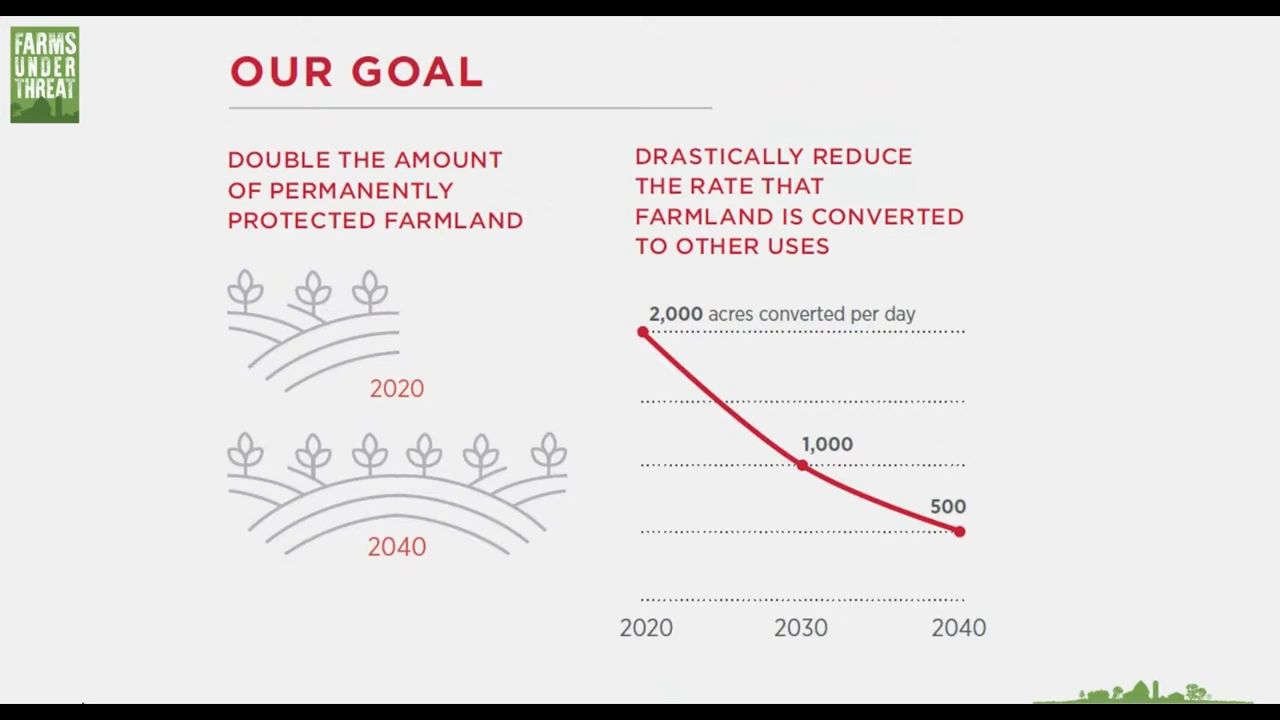 FARMS
UNDER
THREAT
OUR GOAL
DOUBLE THE AMOUNT
OF PERMANENTLY
PROTECTED FARMLAND
2020
2040
DRASTICALLY REDUCE
THE RATE THAT
FARMLAND IS CONVERTED
TO OTHER USES
2,000 acres converted per day
1,000
500
2020 2030 2040